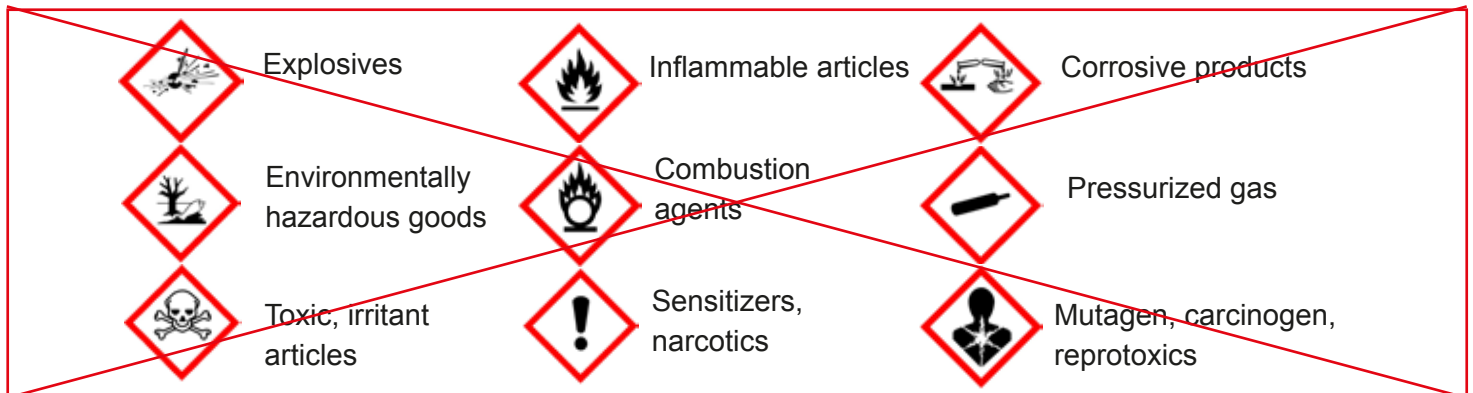 Explosives
Inflammable articles
Corrosive products
Environmentally
hazardous goods
Combustion
agents
Pressurized gas
Toxic, irritant
articles
Sensitizers,
narcotics
Mutagen, carcinogen,
reprotoxics